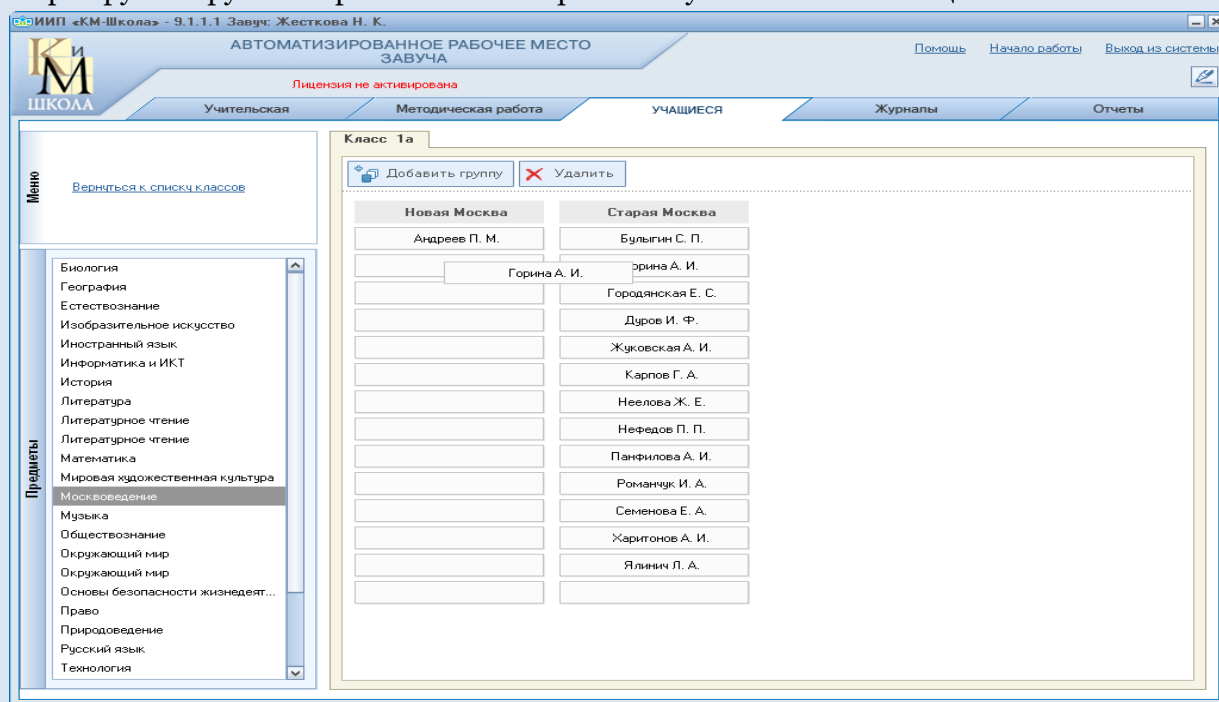 ИИП «КМ-Школа» - 9.1.1.1 Завуч: Жесткова Н. К.
КиМ
ШКОЛА
АВТОМАТИЗИРОВАННОЕ РАБОЧЕЕ МЕСТО
ЗАВУЧА
Помощь Начало работы Выход из системы
Лицензия не активирована
Учительская Методическая работа УЧАЩИЕСЯ Журналы Отчеты
Меню
Вернуться к списку классов
Предметы
Биология
География
Естествознание
Изобразительное искусство
Иностранный язык
Информатика и ИКТ
История
Литература
Литературное чтение
Литературное чтение
Математика
Мировая художественная культура
Москвоведение
Музыка
Обществознание
Окружающий мир
Окружающий мир
Основы безопасности жизнедеят...
Право
Природоведение
Русский язык
Технология
Класс 1а
Добавить группу Удалить
Новая Москва Старая Москва
Андреев П. М. Булыгин С. П.
Горина А. И. орина А. И.
Городянская Е. С.
Дуров И. Ф.
Жуковская А. И.
Карпов Г. А.
Неелова Ж. Е.
Нефедов П. П.
Панфилова А. И.
Романчук И. А.
Семенова Е. А.
Харитонов А. И.
Ялинич Л. А.